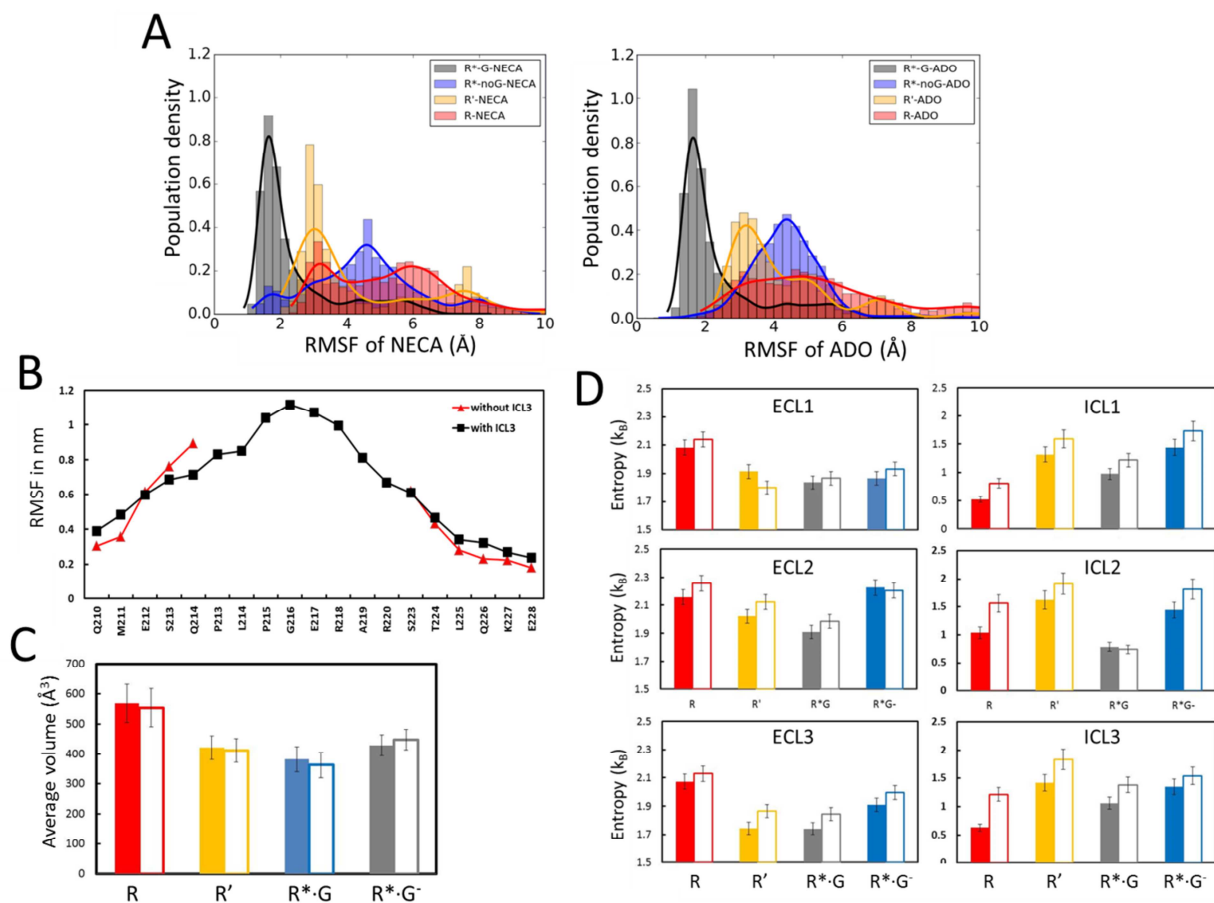 A
1.2
1.0
0.8
0.6
0.4
0.2
0.0
Population density
R*-G-NECA
R*-noG-NECA
R'-NECA
R-NECA
0 2 4 6 8 10
RMSF of NECA (Å)
1.2
1.0
0.8
0.6
0.4
0.2
0.0
Population density
R*-G-ADO
R*-noG-ADO
R'-ADO
R-ADO
0 2 4 6 8 10
RMSF of ADO (Å)
B
1.2
1
0.8
0.6
0.4
0.2
0
RMSF in nm
without ICL3
with ICL3
Q210 M211 E212 S213 Q214 P213 L214 P215 G216 E217 R218 A219 R220 S223 T224 L225 Q226 K227 E228
C
700
600
500
400
300
200
100
0
Average volume (Å3)
R R’ R*·G R*·G-
D
ECL1
2.5
2.3
2.1
1.9
1.7
1.5
Entropy (kB)
ICL1
2
1.5
1
0.5
0
ECL2
2.5
2.3
2.1
1.9
1.7
1.5
Entropy (kB)
R R' R*G R*G-
ICL2
2
1.5
1
0.5
0
R R' R*G R*G-
ECL3
2.5
2.3
2.1
1.9
1.7
1.5
Entropy (kB)
R R’ R*·G R*·G-
ICL3
2
1.5
1
0.5
0
R R’ R*·G R*·G-